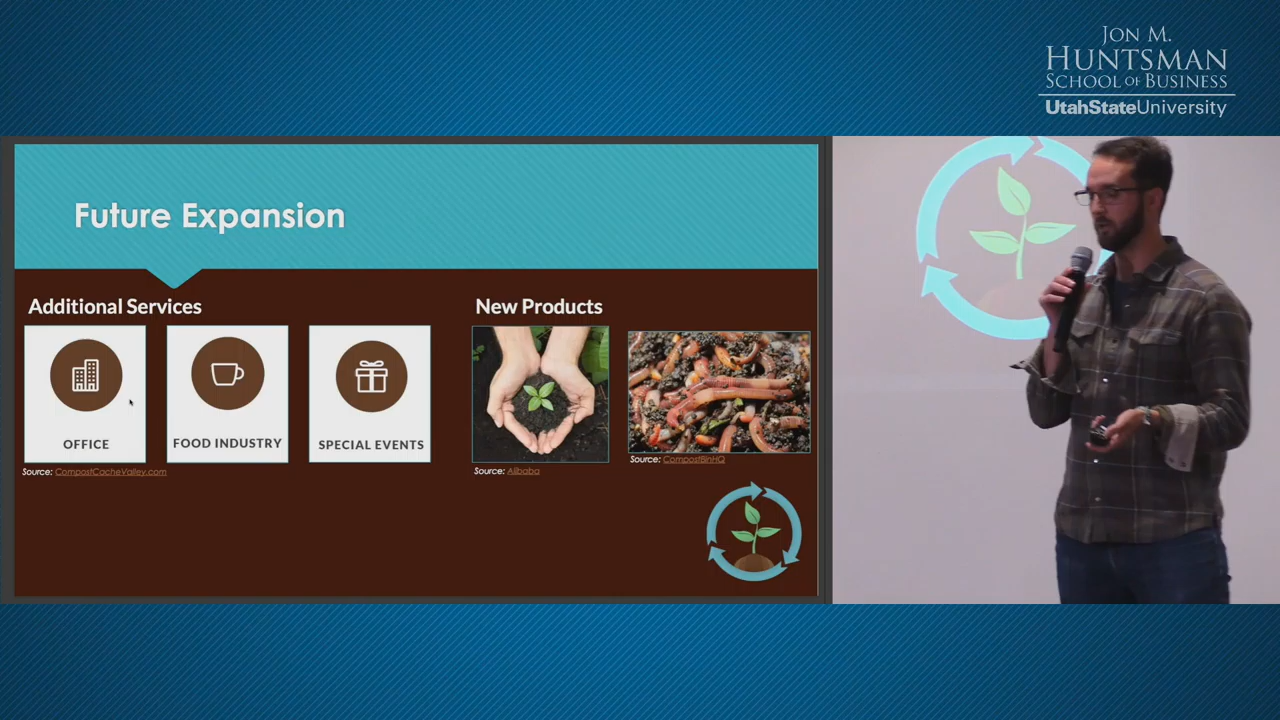 JON M.
HUNTSMAN
SCHOOL OF BUSINESS
UtahStateUniversity
Future Expansion
Additional Services
New Products
OFFICE
FOOD INDUSTRY
SPECIAL EVENTS
Source: CompostCacheValley.com
Source: Alibaba
Source: CompostBinHQ